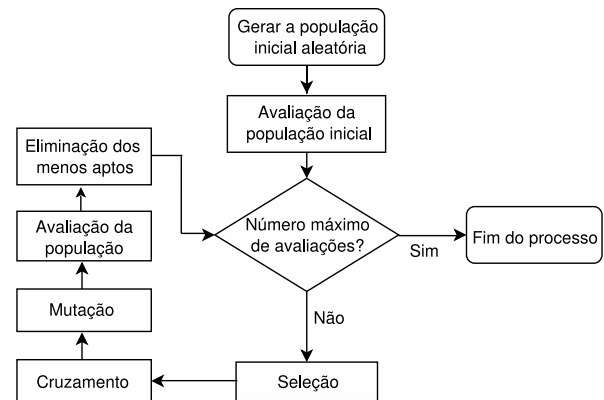 Gerar a população
inicial aleatória
Avaliação da
população inicial
Número máximo
de avaliações?
Sim
Fim do processo
Não
Seleção
Cruzamento
Mutação
Avaliação da
população
Eliminação dos
menos aptos